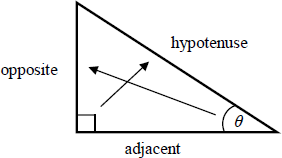 hypotenuse
opposite
θ
adjacent